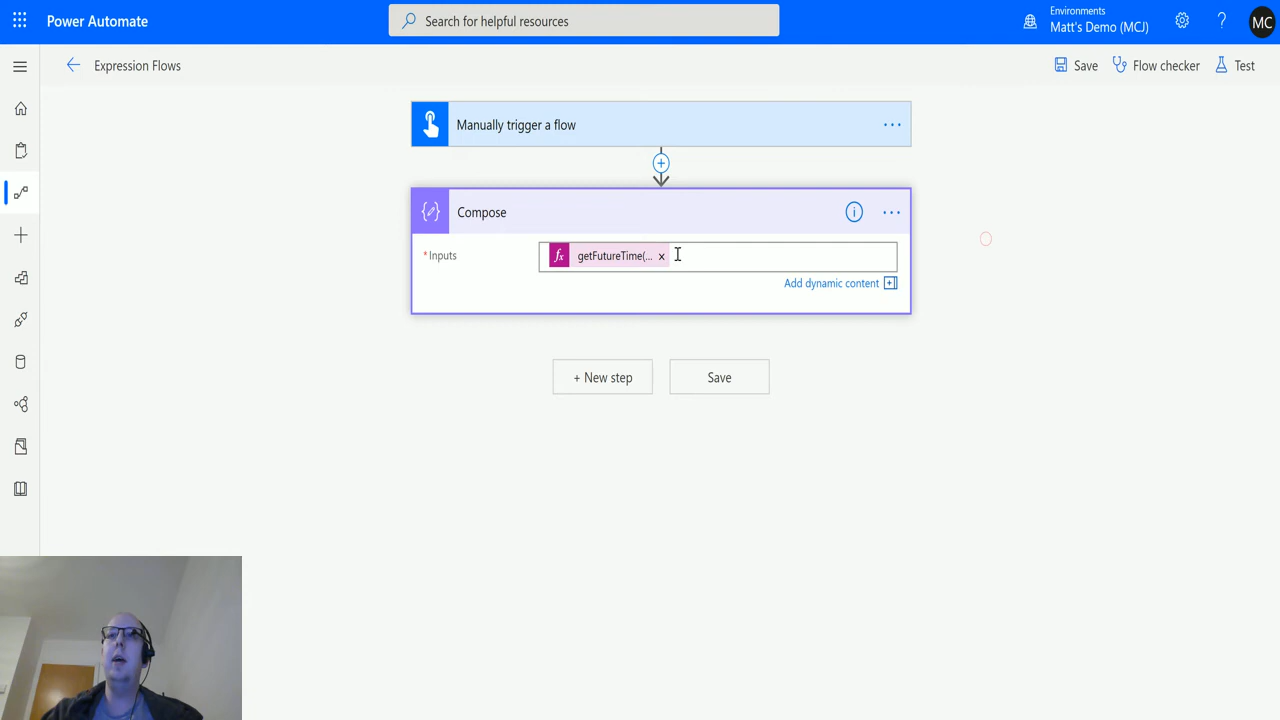 Power Automate
Search for helpful resources
Environments
Matt's Demo (MCJ)
?
MC
Expression Flows
Save
Flow checker
Test
Manually trigger a flow
...
+
{} Compose
i
...
* Inputs
fx getFutureTime(... x
Add dynamic content
+ New step
Save